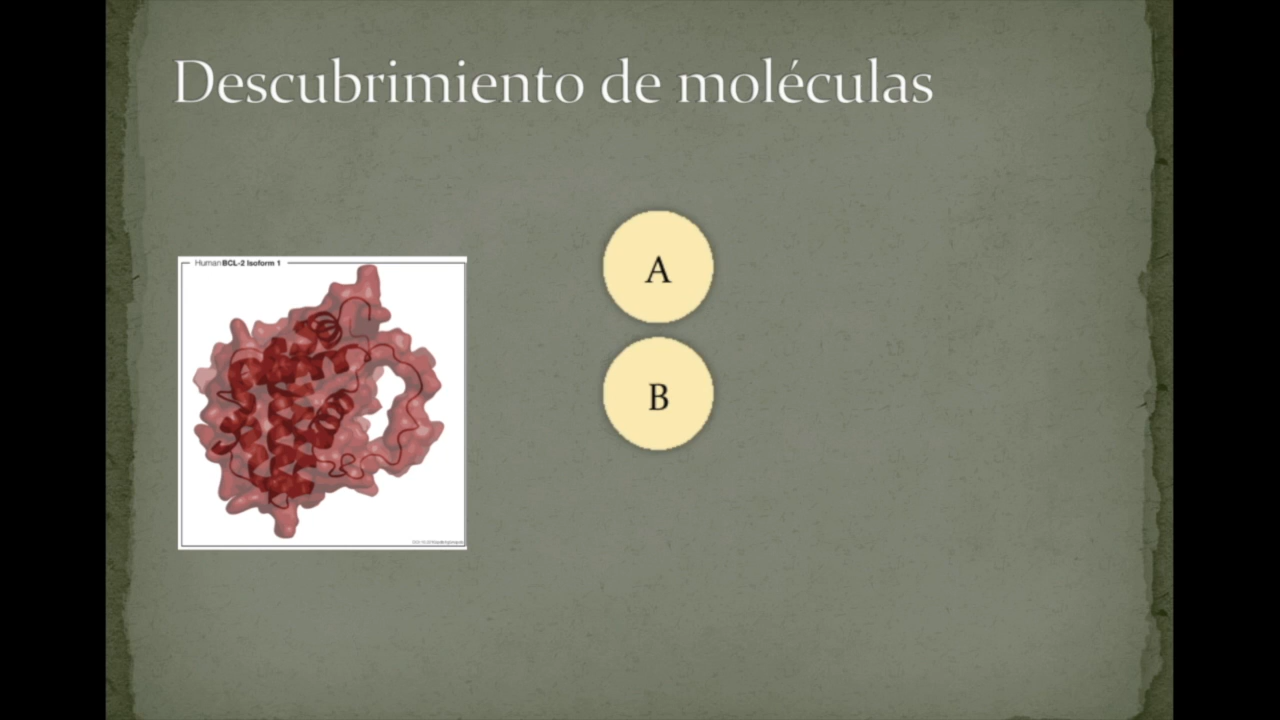 Descubrimiento de moléculas
Human BCL-2 Isoform 1
A
B